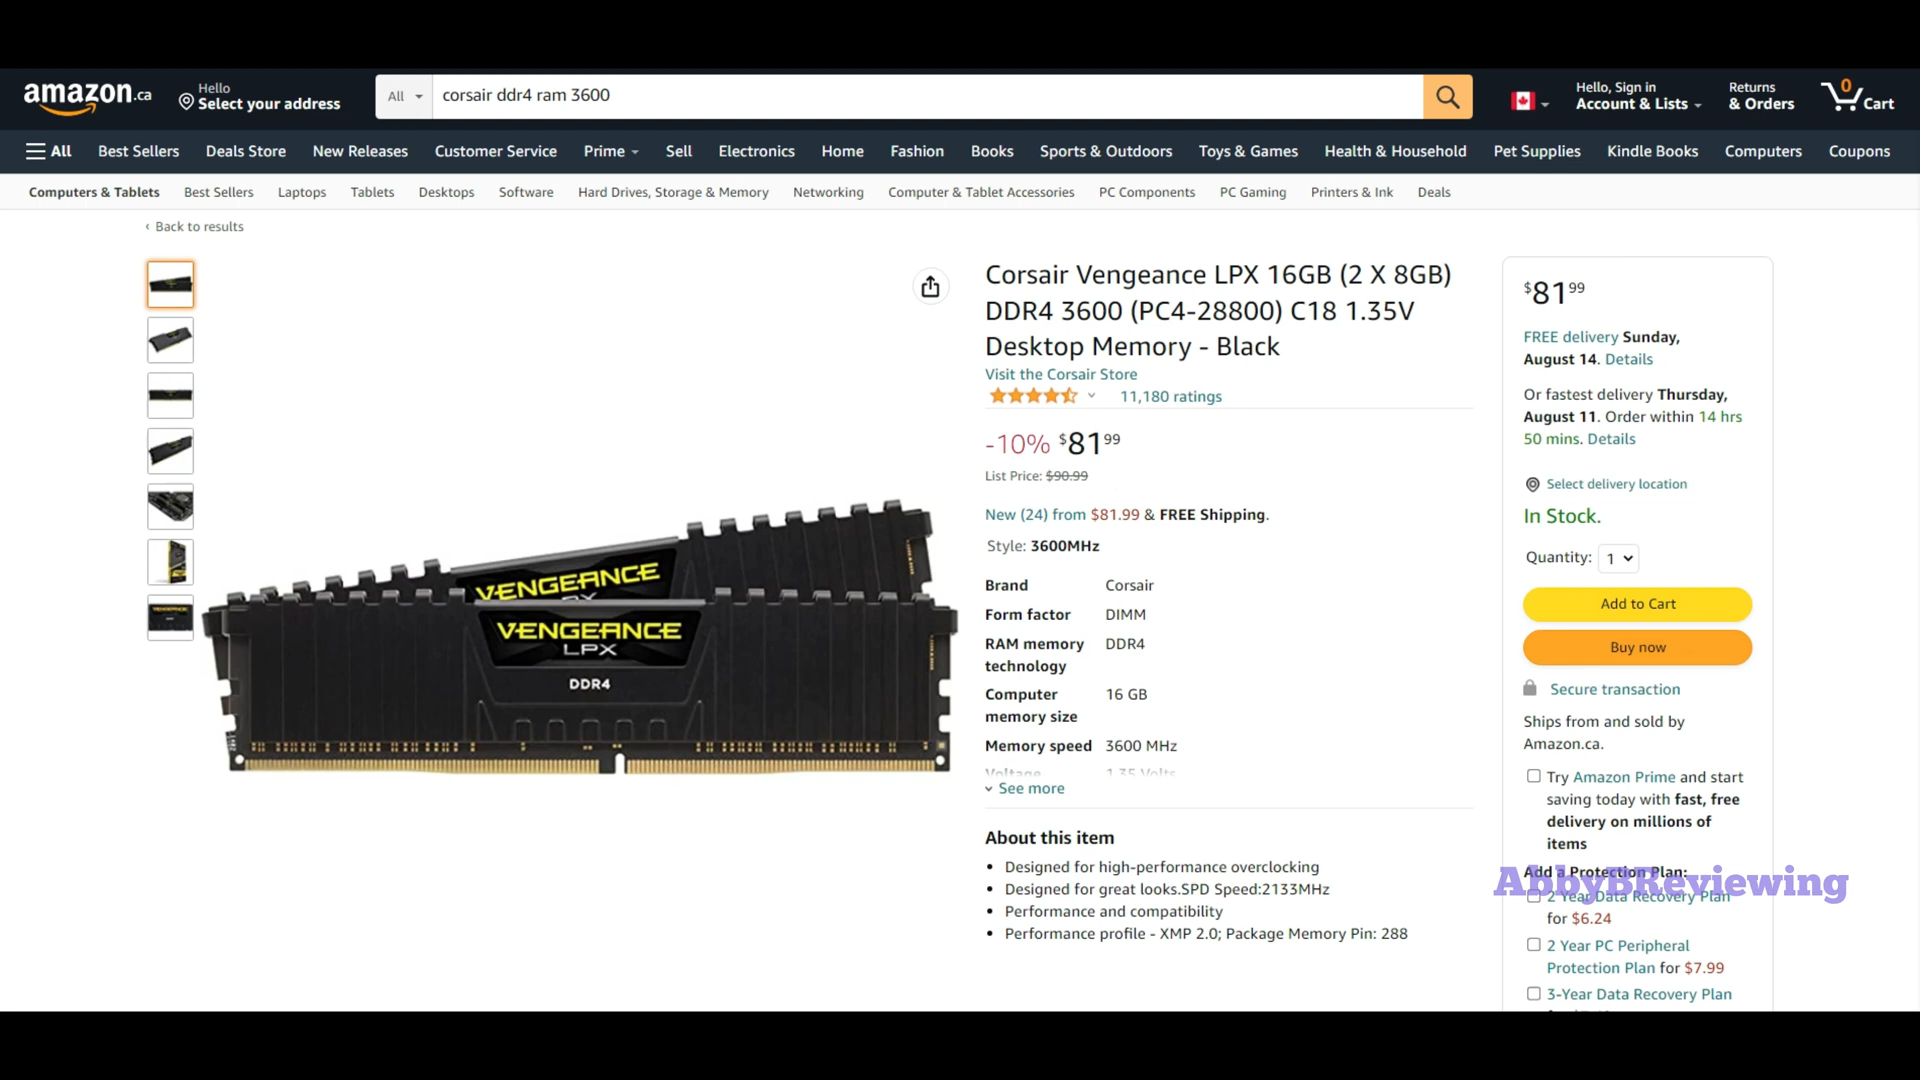 amazon.ca
Hello
Select your address
All
corsair ddr4 ram 3600
Hello, Sign in
Account & Lists
Returns
& Orders
0
Cart
All
Best Sellers
Deals Store
New Releases
Customer Service
Prime
Sell
Electronics
Home
Fashion
Books
Sports & Outdoors
Toys & Games
Health & Household
Pet Supplies
Kindle Books
Computers
Coupons
Computers & Tablets
Best Sellers
Laptops
Tablets
Desktops
Software
Hard Drives, Storage & Memory
Networking
Computer & Tablet Accessories
PC Components
PC Gaming
Printers & Ink
Deals
‹ Back to results
VENGEANCE
VENGEANCE
LPX
DDR4
Corsair Vengeance LPX 16GB (2 X 8GB)
DDR4 3600 (PC4-28800) C18 1.35V
Desktop Memory - Black
Visit the Corsair Store
11,180 ratings
-10% $81 99
List Price: $90.99
New (24) from $81.99 & FREE Shipping.
Style: 3600MHz
Brand Corsair
Form factor DIMM
RAM memory DDR4
technology
Computer 16 GB
memory size
Memory speed 3600 MHz
Voltage 1.35 Volts
See more
About this item
• Designed for high-performance overclocking
• Designed for great looks.SPD Speed:2133MHz
• Performance and compatibility
• Performance profile - XMP 2.0; Package Memory Pin: 288
$81 99
FREE delivery Sunday,
August 14. Details
Or fastest delivery Thursday,
August 11. Order within 14 hrs
50 mins. Details
Select delivery location
In Stock.
Quantity: 1
Add to Cart
Buy now
Secure transaction
Ships from and sold by
Amazon.ca.
Try Amazon Prime and start
saving today with fast, free
delivery on millions of
items
Add a Protection Plan:
AbbyBReviewing
2 Year Data Recovery Plan
for $6.24
2 Year PC Peripheral
Protection Plan for $7.99
3-Year Data Recovery Plan